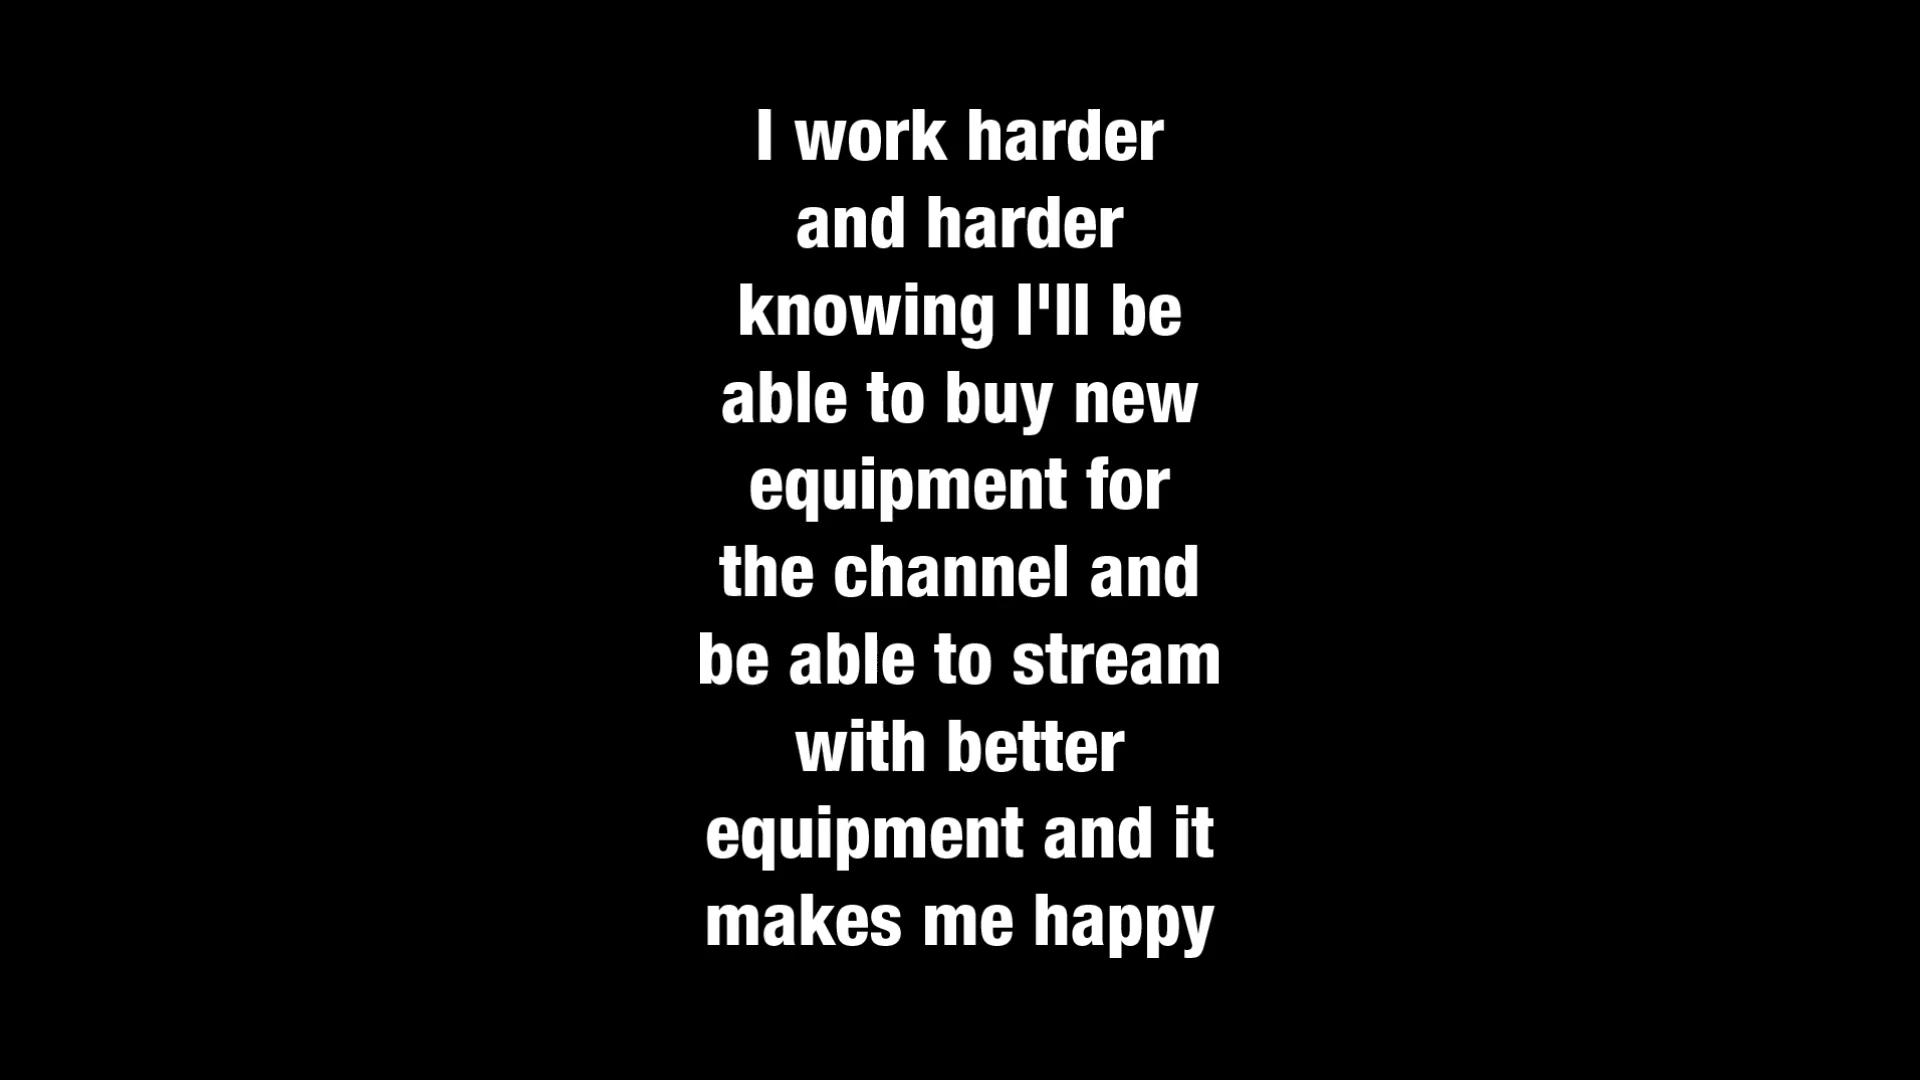 I work harder
and harder
knowing I'll be
able to buy new
equipment for
the channel and
be able to stream
with better
equipment and it
makes me happy